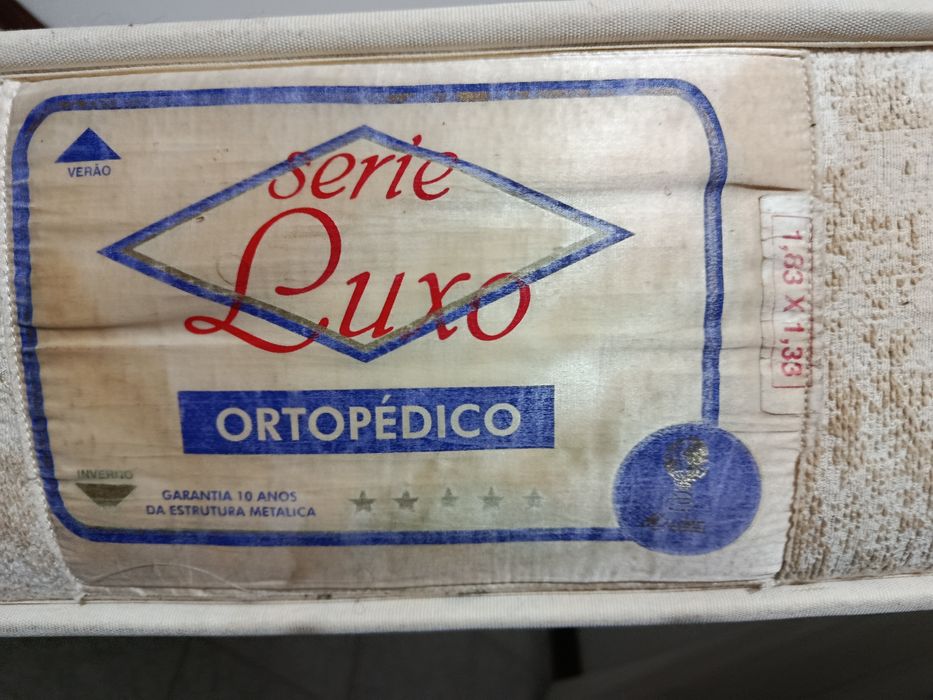 VERÃO
serie
Luxo
1,83 X 1,33
ORTOPÉDICO
INVERNO
GARANTIA 10 ANOS
DA ESTRUTURA METALICA